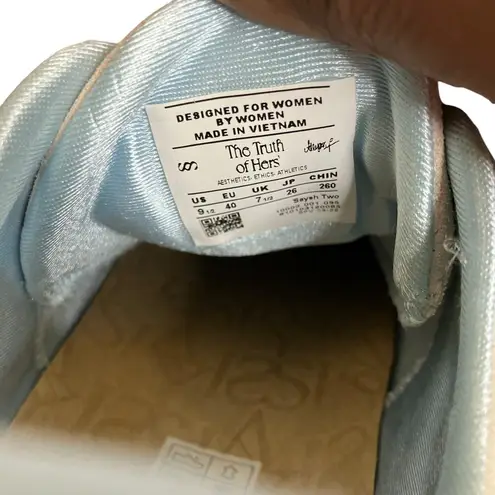 DESIGNED FOR WOMEN
BY WOMEN
MADE IN VIETNAM
The Truth
of Hers
AESTHETICS· ETHICS· ATHLETICS
US EU UK JP CHIN
9 1/2 40 7 1/2 26 260
Saysh Two